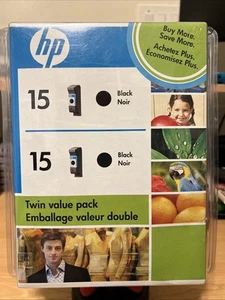 hp
Buy More.
Save More.
Achetez Plus.
Économisez Plus.
15
Black
Noir
15
Black
Noir
Twin value pack
Emballage valeur double